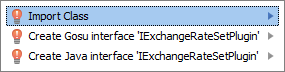 Import Class
Create Gosu interface 'IExchangeRateSetPlugin'
Create Java interface 'IExchangeRateSetPlugin'